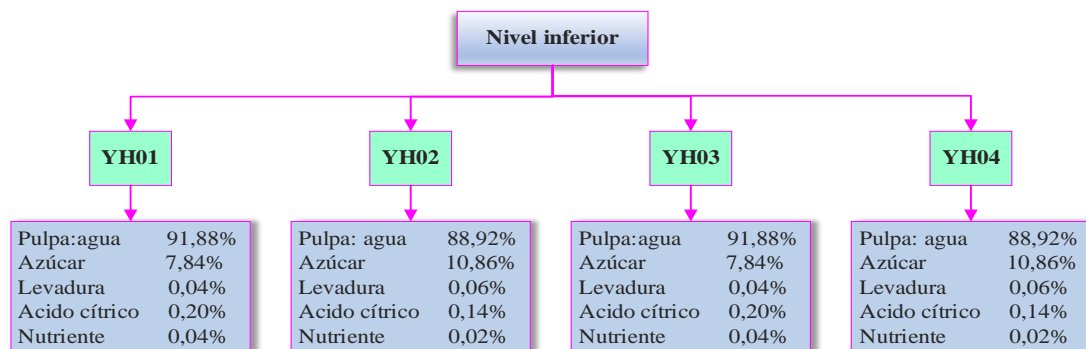 Nivel inferior
YH01
YH02
YH03
YH04
Pulpa:agua 91,88%
Azúcar 7,84%
Levadura 0,04%
Acido cítrico 0,20%
Nutriente 0,04%
Pulpa: agua 88,92%
Azúcar 10,86%
Levadura 0,06%
Acido cítrico 0,14%
Nutriente 0,02%
Pulpa:agua 91,88%
Azúcar 7,84%
Levadura 0,04%
Acido cítrico 0,20%
Nutriente 0,04%
Pulpa: agua 88,92%
Azúcar 10,86%
Levadura 0,06%
Acido cítrico 0,14%
Nutriente 0,02%